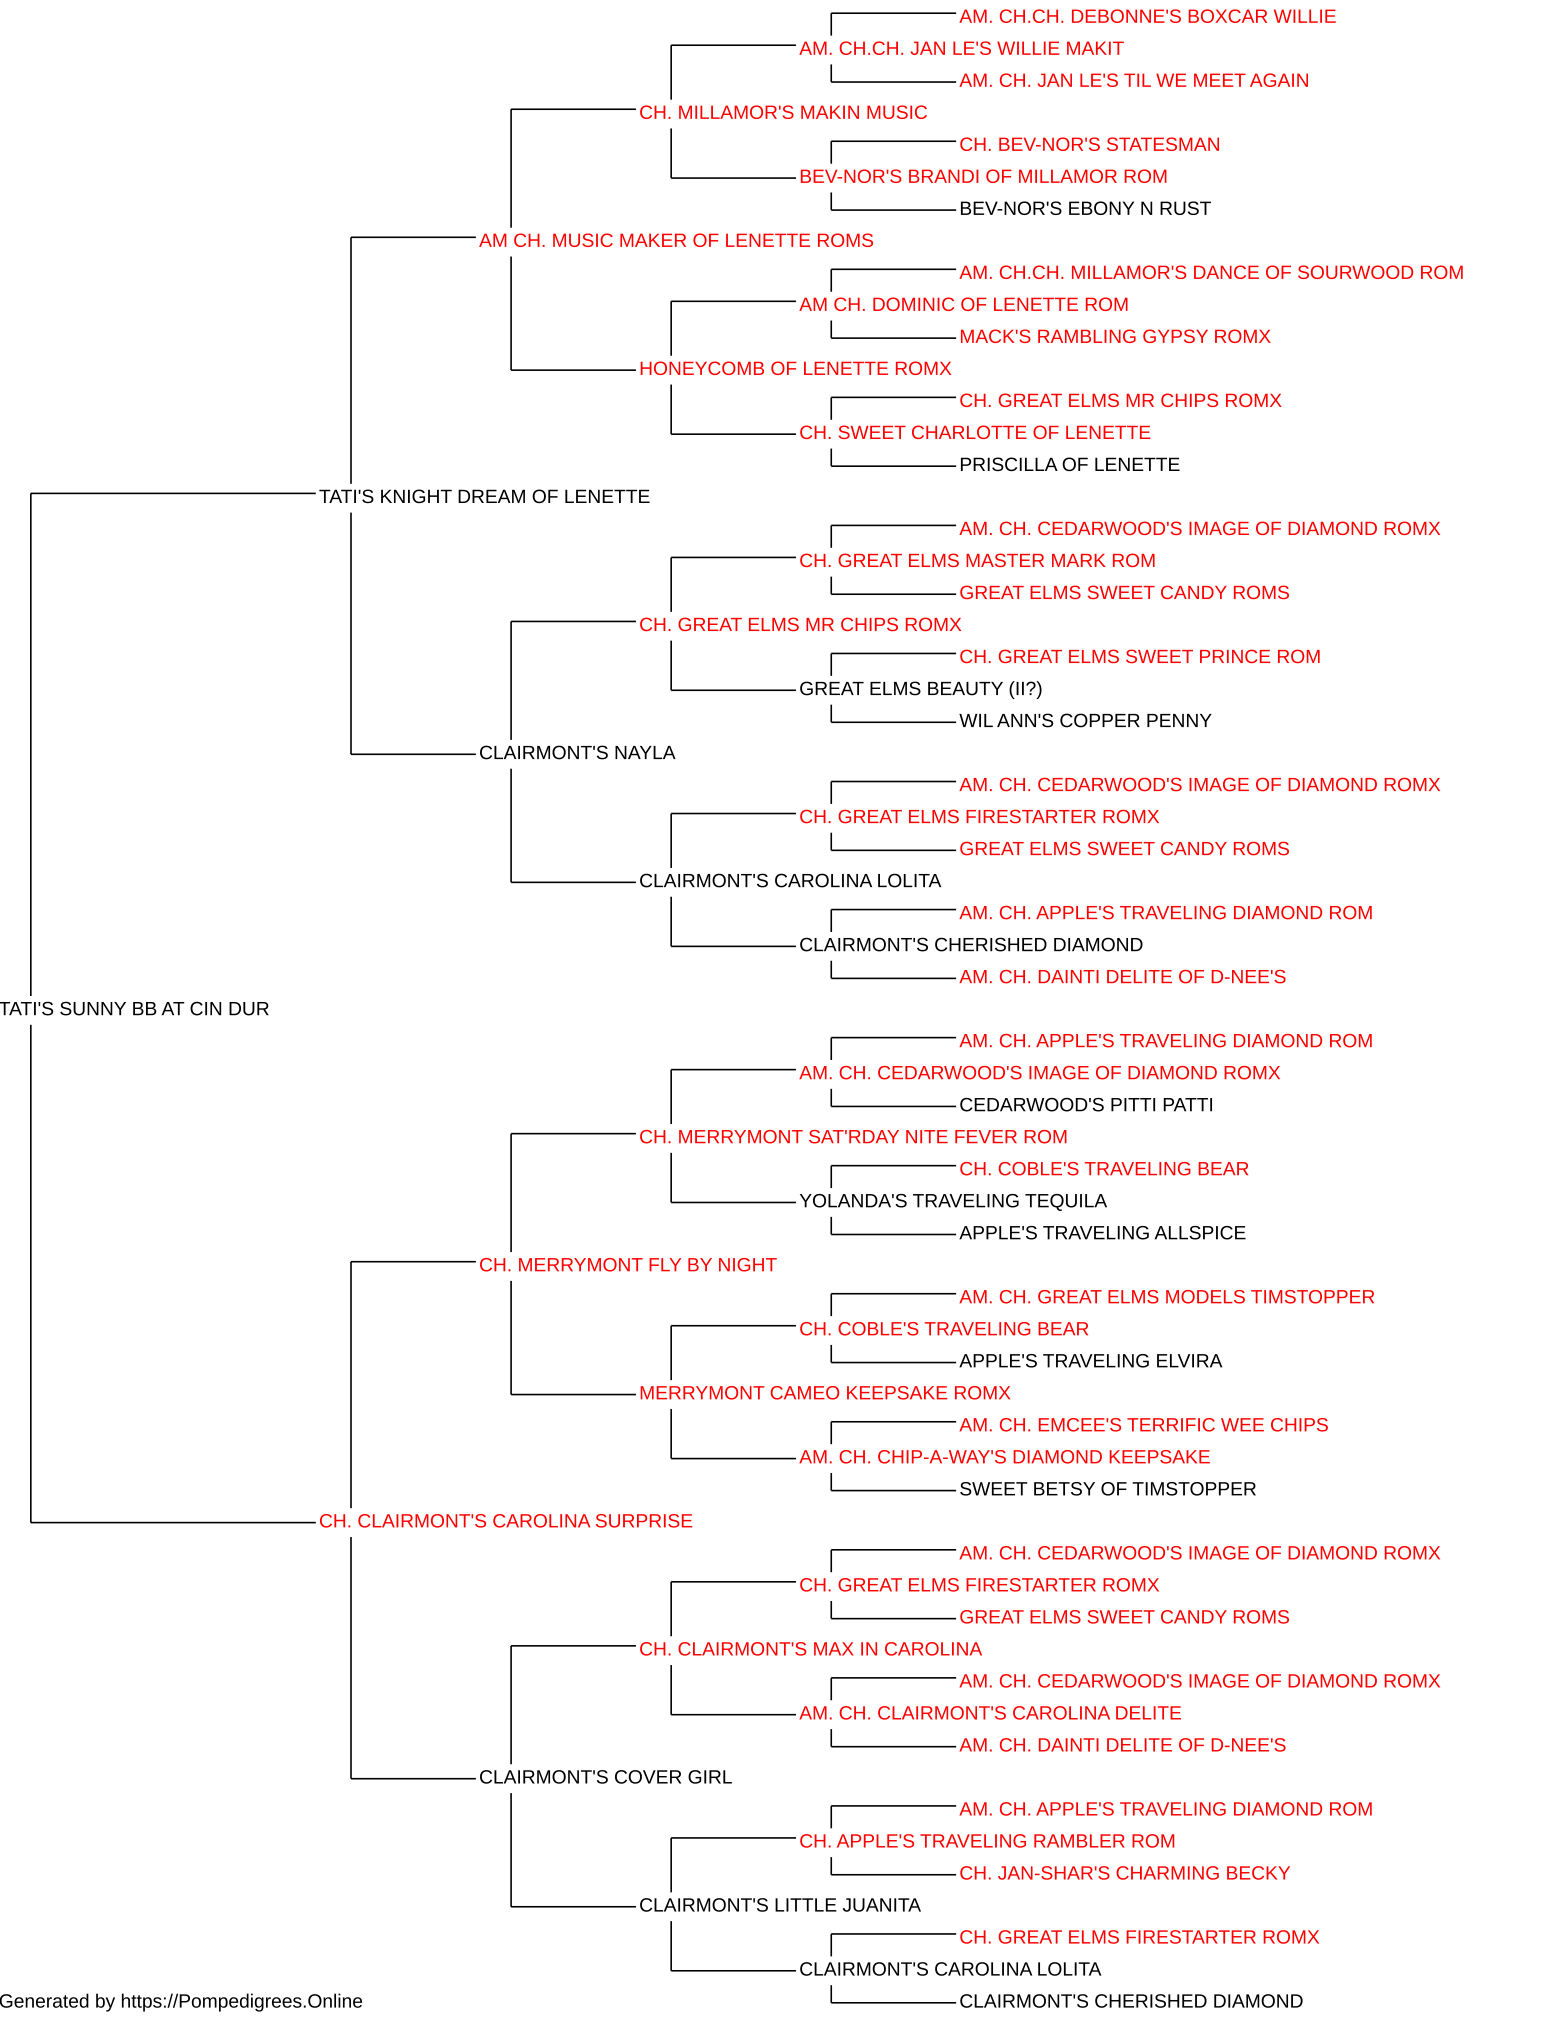 AM. CH.CH. DEBONNE'S BOXCAR WILLIE
AM. CH.CH. JAN LE'S WILLIE MAKIT
AM. CH. JAN LE'S TIL WE MEET AGAIN
CH. MILLAMOR'S MAKIN MUSIC
CH. BEV-NOR'S STATESMAN
BEV-NOR'S BRANDI OF MILLAMOR ROM
BEV-NOR'S EBONY N RUST
AM CH. MUSIC MAKER OF LENETTE ROMS
AM. CH.CH. MILLAMOR'S DANCE OF SOURWOOD ROM
AM CH. DOMINIC OF LENETTE ROM
MACK'S RAMBLING GYPSY ROMX
HONEYCOMB OF LENETTE ROMX
CH. GREAT ELMS MR CHIPS ROMX
CH. SWEET CHARLOTTE OF LENETTE
PRISCILLA OF LENETTE
TATI'S KNIGHT DREAM OF LENETTE
AM. CH. CEDARWOOD'S IMAGE OF DIAMOND ROMX
CH. GREAT ELMS MASTER MARK ROM
GREAT ELMS SWEET CANDY ROMS
CH. GREAT ELMS MR CHIPS ROMX
CH. GREAT ELMS SWEET PRINCE ROM
GREAT ELMS BEAUTY (II?)
WIL ANN'S COPPER PENNY
CLAIRMONT'S NAYLA
AM. CH. CEDARWOOD'S IMAGE OF DIAMOND ROMX
CH. GREAT ELMS FIRESTARTER ROMX
GREAT ELMS SWEET CANDY ROMS
CLAIRMONT'S CAROLINA LOLITA
AM. CH. APPLE'S TRAVELING DIAMOND ROM
CLAIRMONT'S CHERISHED DIAMOND
AM. CH. DAINTI DELITE OF D-NEE'S
TATI'S SUNNY BB AT CIN DUR
AM. CH. APPLE'S TRAVELING DIAMOND ROM
AM. CH. CEDARWOOD'S IMAGE OF DIAMOND ROMX
CEDARWOOD'S PITTI PATTI
CH. MERRYMONT SAT'RDAY NITE FEVER ROM
CH. COBLE'S TRAVELING BEAR
YOLANDA'S TRAVELING TEQUILA
APPLE'S TRAVELING ALLSPICE
CH. MERRYMONT FLY BY NIGHT
AM. CH. GREAT ELMS MODELS TIMSTOPPER
CH. COBLE'S TRAVELING BEAR
APPLE'S TRAVELING ELVIRA
MERRYMONT CAMEO KEEPSAKE ROMX
AM. CH. EMCEE'S TERRIFIC WEE CHIPS
AM. CH. CHIP-A-WAY'S DIAMOND KEEPSAKE
SWEET BETSY OF TIMSTOPPER
CH. CLAIRMONT'S CAROLINA SURPRISE
AM. CH. CEDARWOOD'S IMAGE OF DIAMOND ROMX
CH. GREAT ELMS FIRESTARTER ROMX
GREAT ELMS SWEET CANDY ROMS
CH. CLAIRMONT'S MAX IN CAROLINA
AM. CH. CEDARWOOD'S IMAGE OF DIAMOND ROMX
AM. CH. CLAIRMONT'S CAROLINA DELITE
AM. CH. DAINTI DELITE OF D-NEE'S
CLAIRMONT'S COVER GIRL
AM. CH. APPLE'S TRAVELING DIAMOND ROM
CH. APPLE'S TRAVELING RAMBLER ROM
CH. JAN-SHAR'S CHARMING BECKY
CLAIRMONT'S LITTLE JUANITA
CH. GREAT ELMS FIRESTARTER ROMX
CLAIRMONT'S CAROLINA LOLITA
CLAIRMONT'S CHERISHED DIAMOND
Generated by https://Pompedigrees.Online